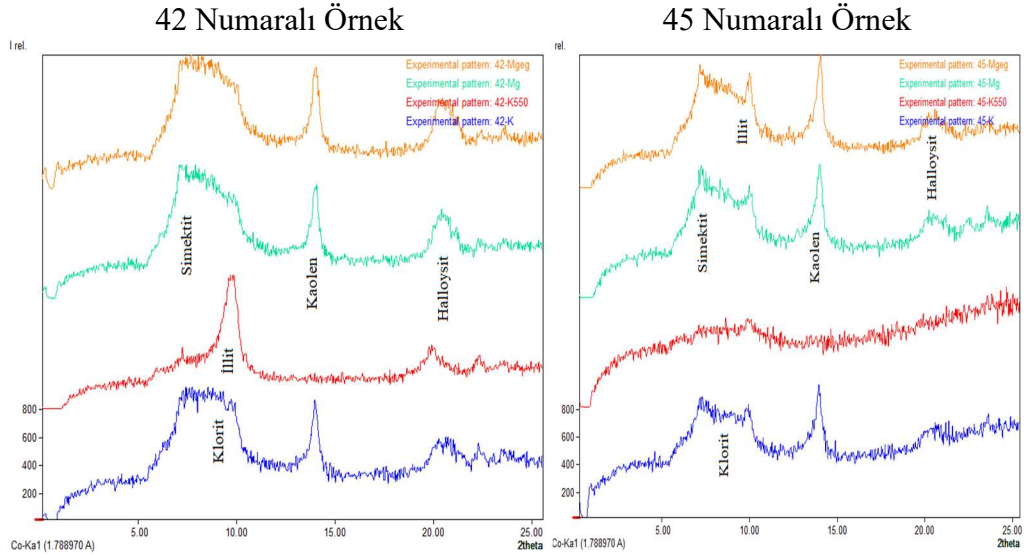 42 Numaralı Örnek
I rel.
Experimental pattern: 42-Mgeg
Experimental pattern: 42-Mg
Experimental pattern: 42-K550
Experimental pattern: 42-K
Simektit
Kaolen
Halloysit
İllit
Klorit
800
600
400
200
5.00 10.00 15.00 20.00 25.00
Co-Ka1 (1.788970 A) 2theta
45 Numaralı Örnek
rel.
Experimental pattern: 45-Mgeg
Experimental pattern: 45-Mg
Experimental pattern: 45-K550
Experimental pattern: 45-K
İllit
Halloysit
Simektit
Kaolen
Klorit
800
600
400
200
5.00 10.00 15.00 20.00 25.00
Co-Ka1 (1.788970 A) 2theta